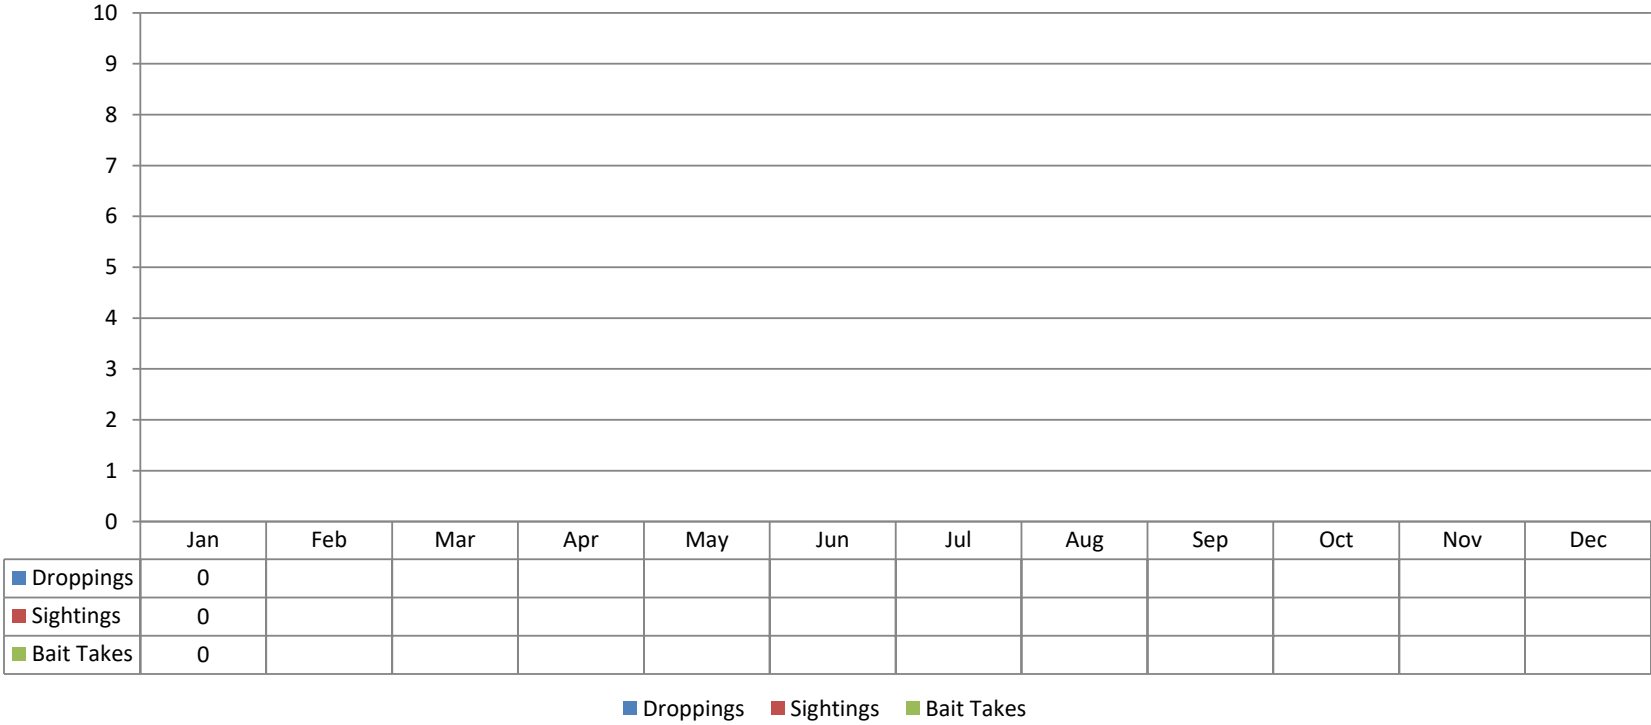 10
9
8
7
6
5
4
3
2
1
0
Jan Feb Mar Apr May Jun Jul Aug Sep Oct Nov Dec
Droppings 0
Sightings 0
Bait Takes 0
Droppings Sightings Bait Takes